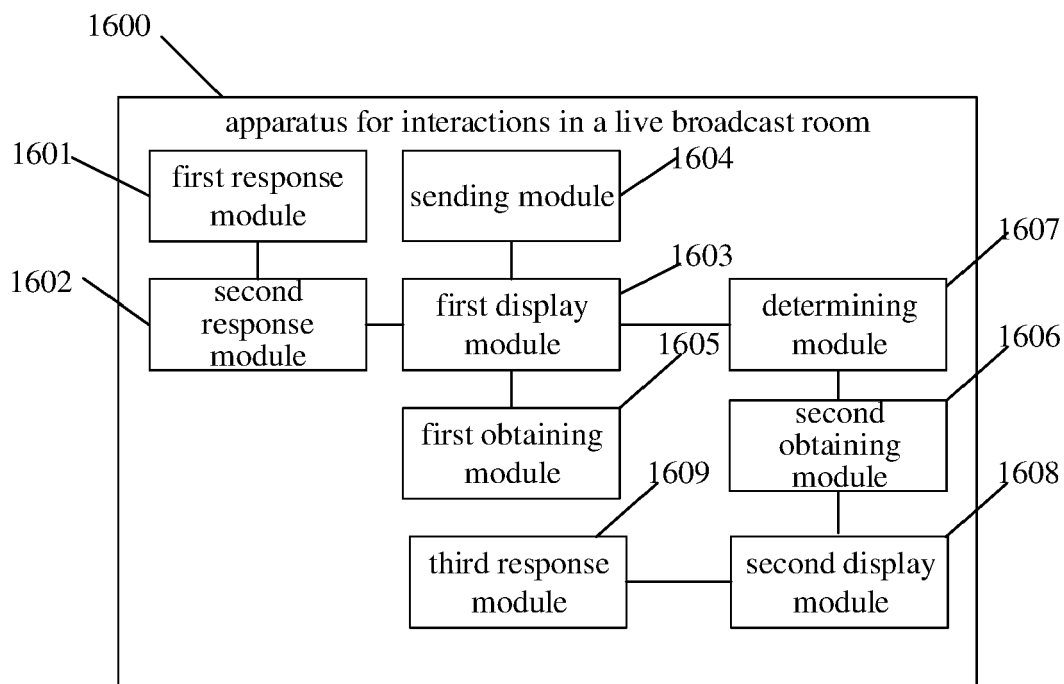 1600
apparatus for interactions in a live broadcast room
1601
first response
module
sending module
1604
1602
second
response
module
first display
module
1603
determining
module
1607
first obtaining
module
1605
second
obtaining
module
1606
third response
module
1609
second display
module
1608